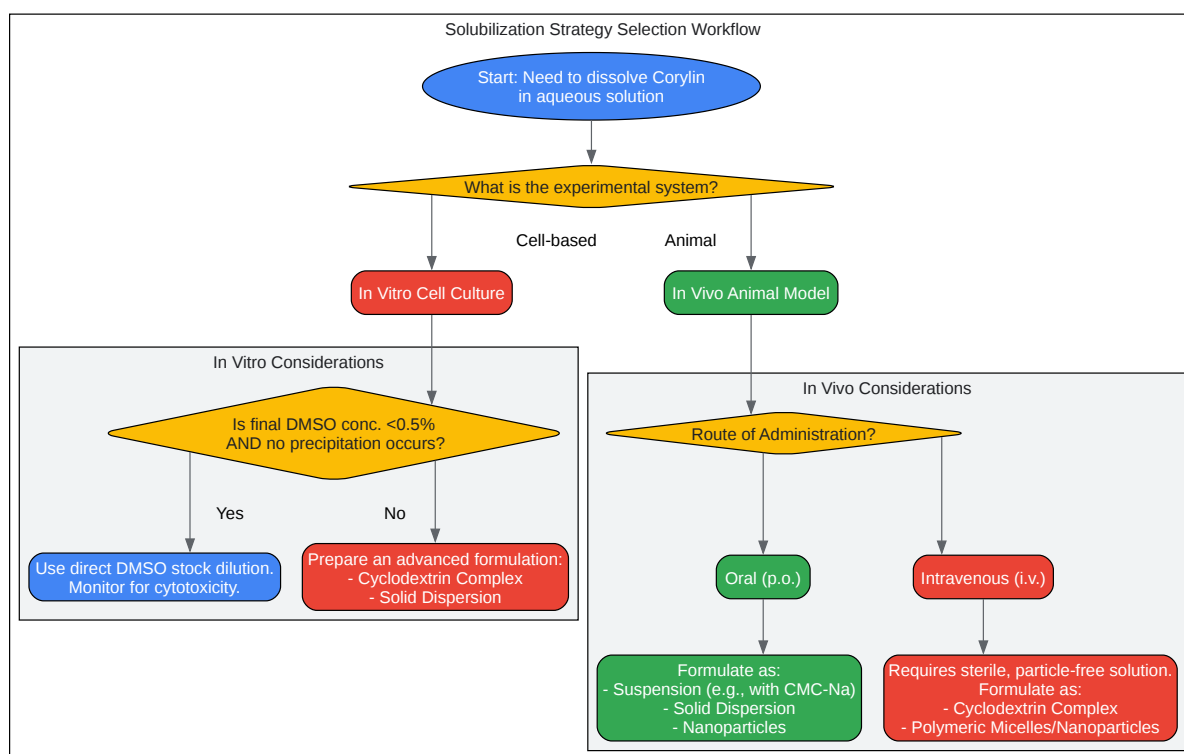 Solubilization Strategy Selection Workflow
Start: Need to dissolve Corylin
in aqueous solution
What is the experimental system?
Cell-based
Animal
In Vitro Cell Culture
In Vivo Animal Model
In Vitro Considerations
Is final DMSO conc. <0.5%
AND no precipitation occurs?
Yes
No
Use direct DMSO stock dilution.
Monitor for cytotoxicity.
Prepare an advanced formulation:
- Cyclodextrin Complex
- Solid Dispersion
In Vivo Considerations
Route of Administration?
Oral (p.o.)
Intravenous (i.v.)
Formulate as:
- Suspension (e.g., with CMC-Na)
- Solid Dispersion
- Nanoparticles
Requires sterile, particle-free solution.
Formulate as:
- Cyclodextrin Complex
- Polymeric Micelles/Nanoparticles